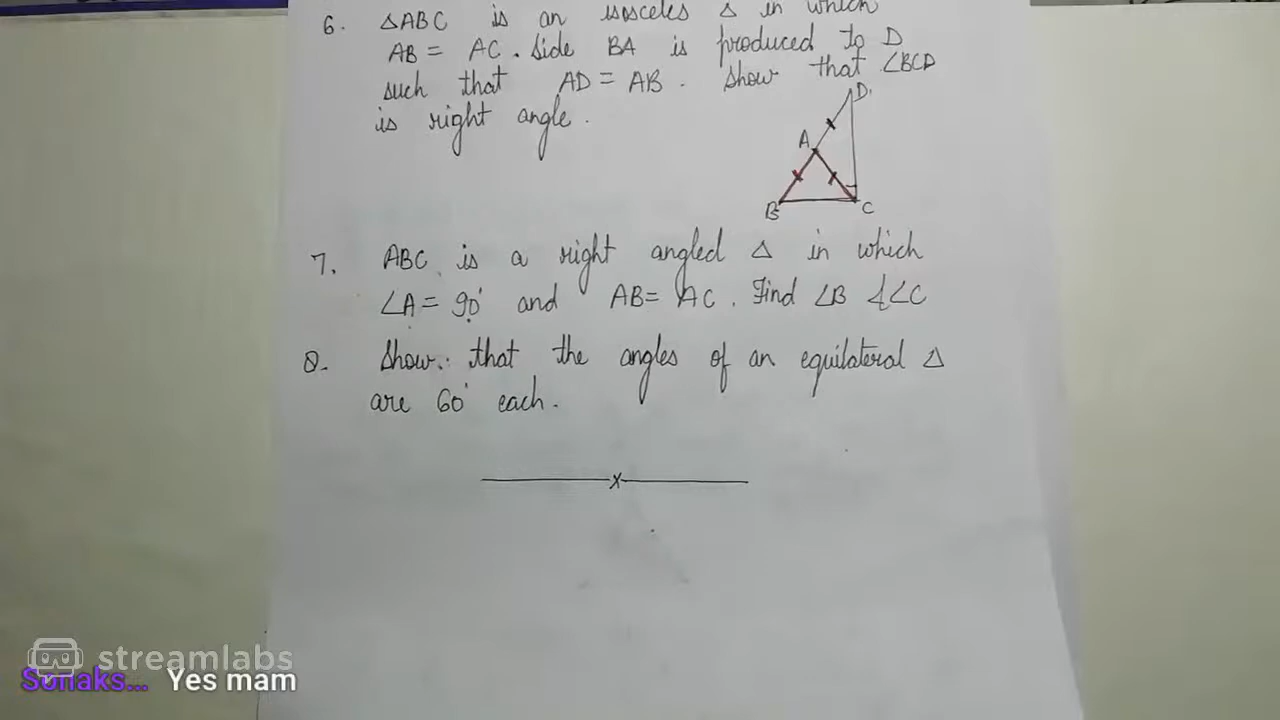 6. ΔABC is an isosceles Δ in which
AB = AC. Side BA is produced to D
such that AD = AB. Show that ∠BCD
is right angle.
D
A
B
C
7. ABC is a right angled Δ in which
∠A = 90° and AB = AC. Find ∠B & ∠C
8. Show that the angles of an equilateral Δ
are 60° each.
x
streamlabs
Sonaks... Yes mam